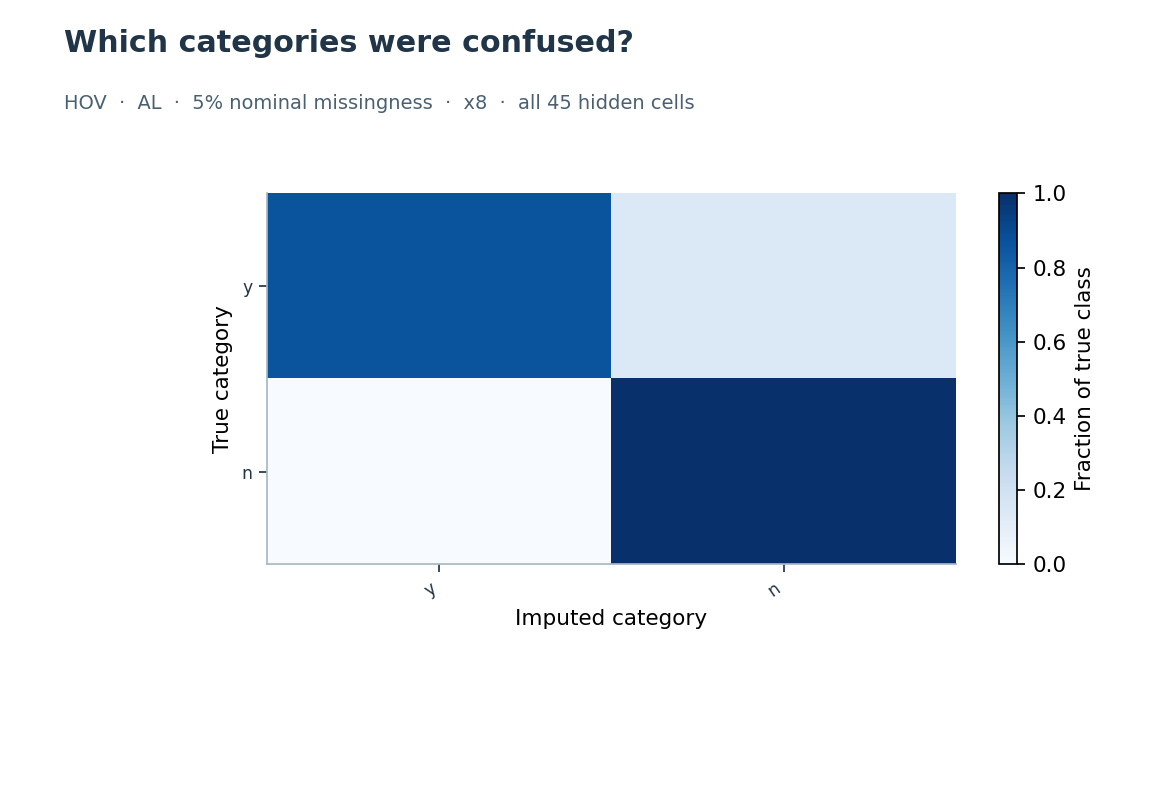 Which categories were confused?
HOV · AL · 5% nominal missingness · x8 · all 45 hidden cells
True category
y
n
y
n
Imputed category
1.0
0.8
0.6
0.4
0.2
0.0
Fraction of true class